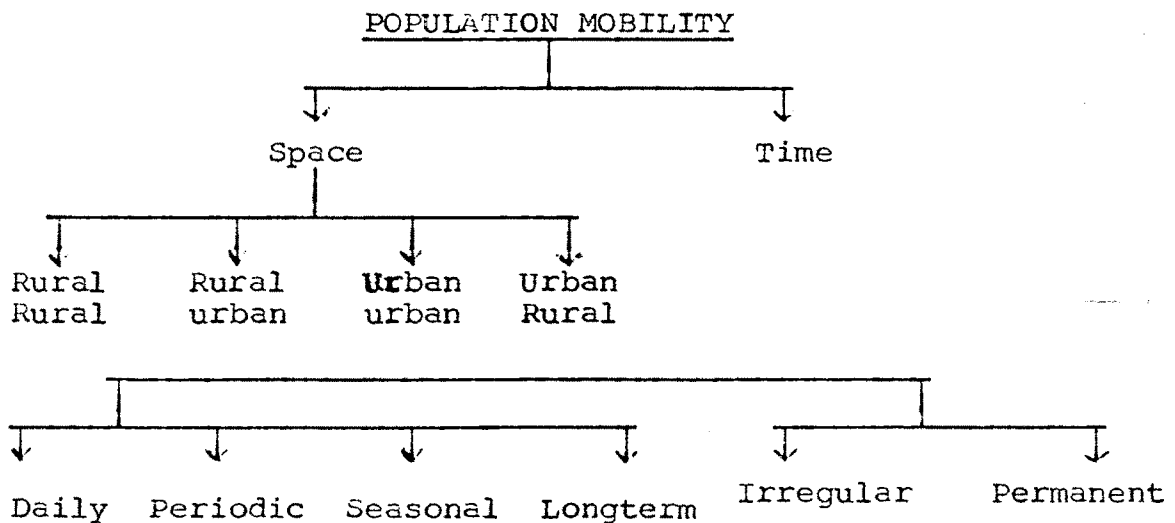 POPULATION MOBILITY
Space Time
Rural Rural Urban Urban
Rural urban urban Rural
Daily Periodic Seasonal Longterm Irregular Permanent